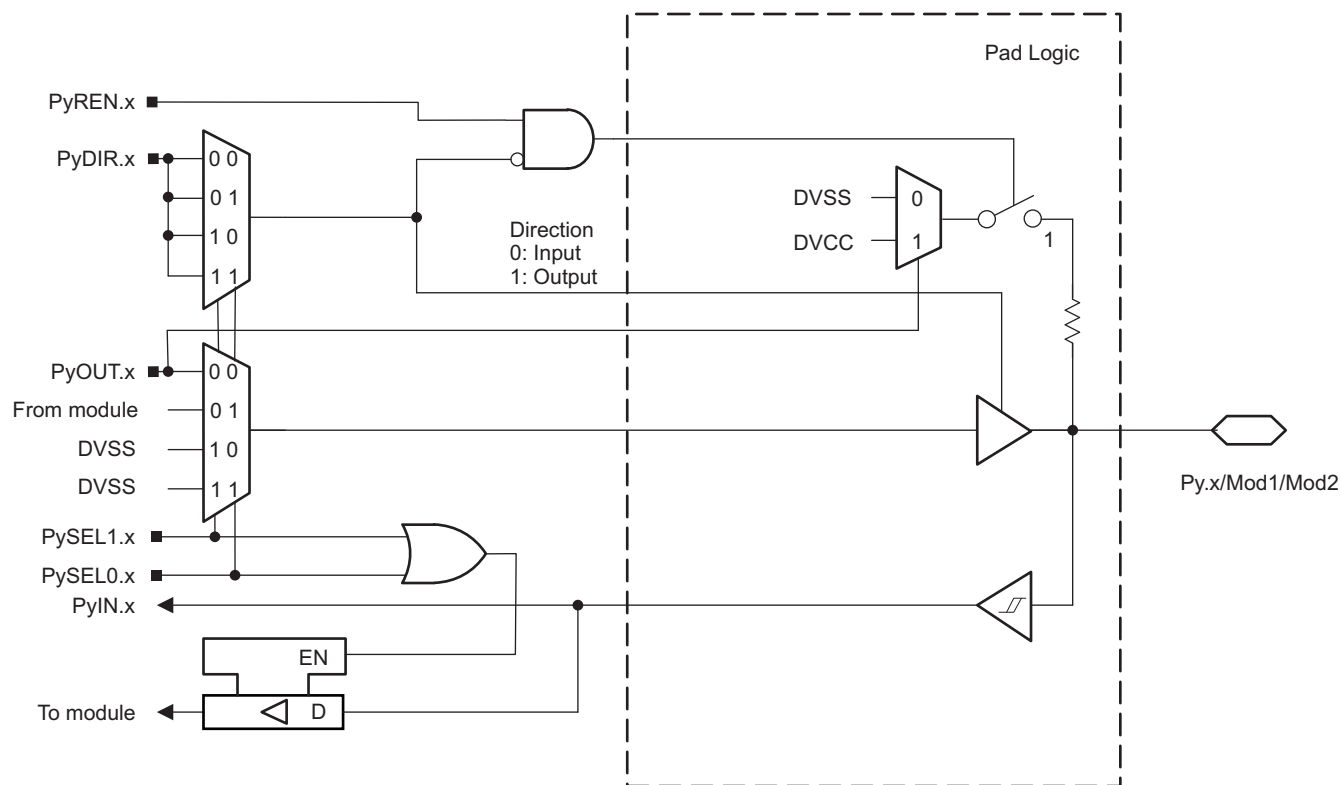 Pad Logic
PyREN.x
PyDIR.x
0 0
0 1
1 0
1 1
Direction
0: Input
1: Output
DVSS
DVCC
0
1
1
PyOUT.x
From module
DVSS
DVSS
0 0
0 1
1 0
1 1
Py.x/Mod1/Mod2
PySEL1.x
PySEL0.x
PyIN.x
EN
To module
D